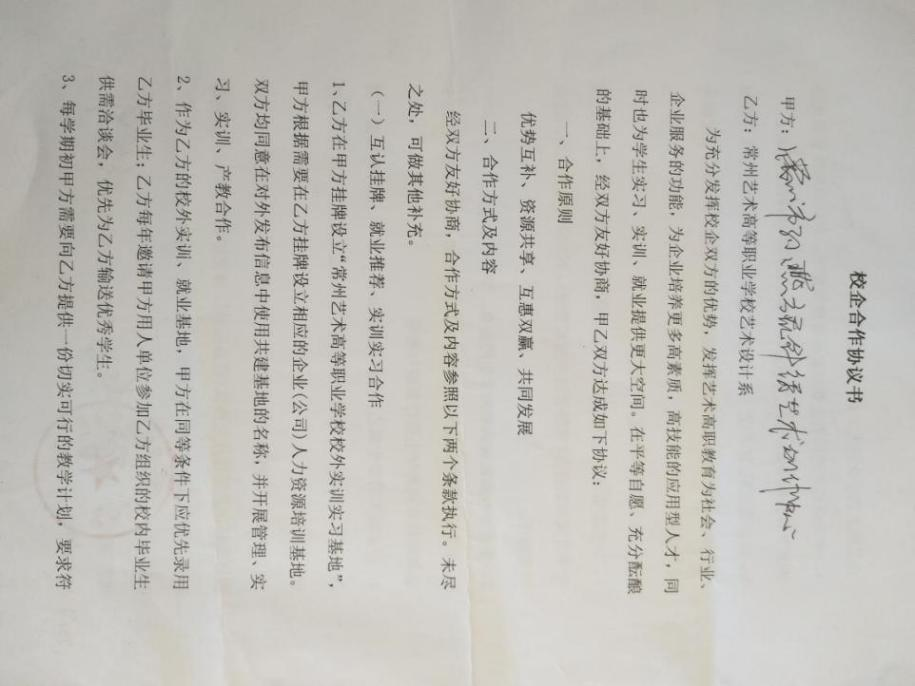 校企合作协议书
甲方：
乙方：常州艺术高等职业学校艺术设计系
为充分发挥校企双方的优势，发挥艺术高职教育为社会、行业、
企业服务的功能，为企业培养更多高素质，高技能的应用型人才，同
时也为学生实习、实训、就业提供更大空间。在平等自愿、充分酝酿
的基础上，经双方友好协商，甲乙双方达成如下协议：
一、合作原则
优势互补、资源共享、互惠双赢、共同发展
二、合作方式及内容
经双方友好协商，合作方式及内容参照以下两个条款执行。未尽
之处，可做其他补充。
（一）互认挂牌、就业推荐、实训实习合作
1、乙方在甲方挂牌设立“常州艺术高等职业学校校外实训实习基地”，
甲方根据需要在乙方挂牌设立相应的企业(公司)人力资源培训基地。
双方均同意在对外发布信息中使用共建基地的名称，并开展管理、实
习、实训、产教合作。
2、作为乙方的校外实训、就业基地，甲方在同等条件下应优先录用
乙方毕业生；乙方每年邀请甲方用人单位参加乙方组织的校内毕业生
供需洽谈会，优先为乙方输送优秀学生。
3、每学期初甲方需要向乙方提供一份切实可行的教学计划，要求符